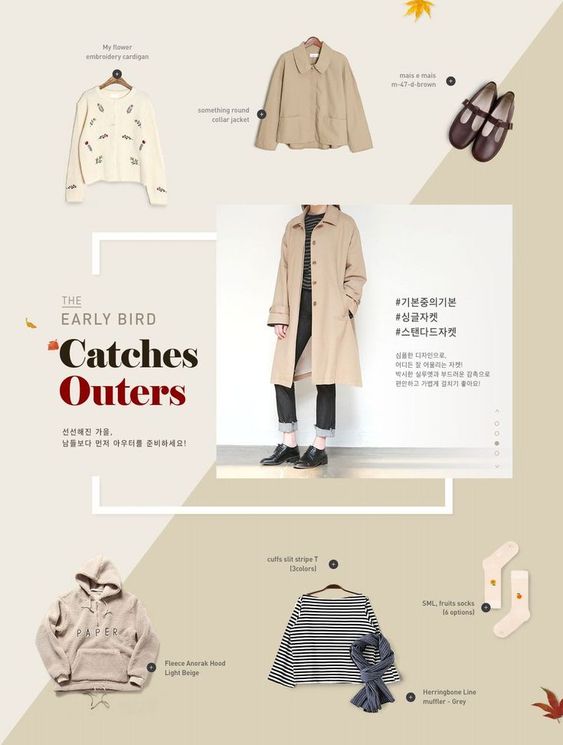 My flower
embroidery cardigan
something round
collar jacket
mais e mais
m-47-d-brown
THE
EARLY BIRD
Catches
Outers
선선해진 가을,
남들보다 먼저 아우터를 준비하세요!
#기본중의기본
#싱글자켓
#스탠다드자켓
심플한 디자인으로,
어디든 잘 어울리는 자켓!
박시한 실루엣과 부드러운 감촉으로
편안하고 가볍게 걸치기 좋아요!
cuffs slit stripe T
(3colors)
SML, fruits socks
(6 options)
PAPER
Fleece Anorak Hood
Light Beige
Herringbone Line
muffler - Grey